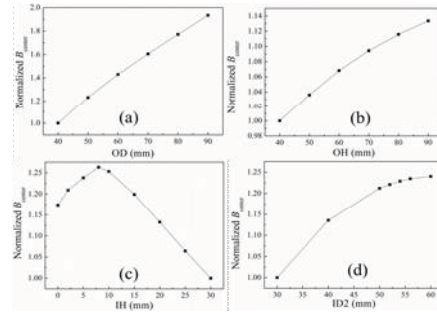 2.0
1.8
1.6
1.4
1.2
1.0
Normalized B_center
(a)
40 50 60 70 80 90
OD (mm)
1.14
1.12
1.10
1.08
1.06
1.04
1.02
1.00
0.98
Normalized B_center
(b)
40 50 60 70 80 90
OH (mm)
1.25
1.20
1.15
1.10
1.05
1.00
Normalized B_center
(c)
0 5 10 15 20 25 30
IH (mm)
1.25
1.20
1.15
1.10
1.05
1.00
Normalized B_center
(d)
30 35 40 45 50 55 60
ID2 (mm)